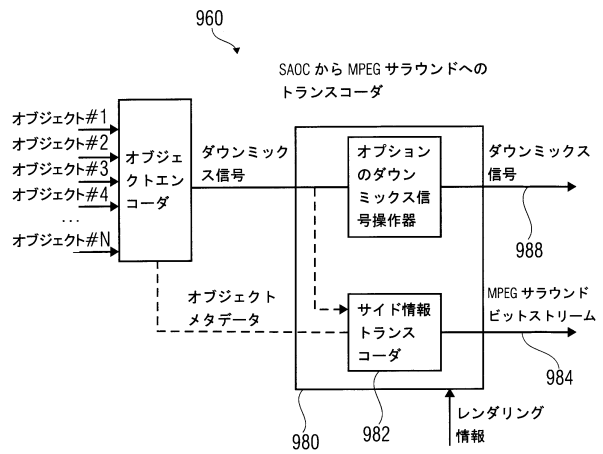 960
SAOC から MPEG サラウンドへの
トランスコーダ
オブジェクト#1
オブジェクト#2
オブジェクト#3
オブジェクト#4
...
オブジェクト#N
オブジェ
クトエン
コーダ
ダウンミック
ス信号
オプション
のダウン
ミックス信
号操作器
ダウンミックス
信号
988
オブジェクト
メタデータ
サイド情報
トランス
コーダ
MPEG サラウンド
ビットストリーム
984
980
982
レンダリング
情報